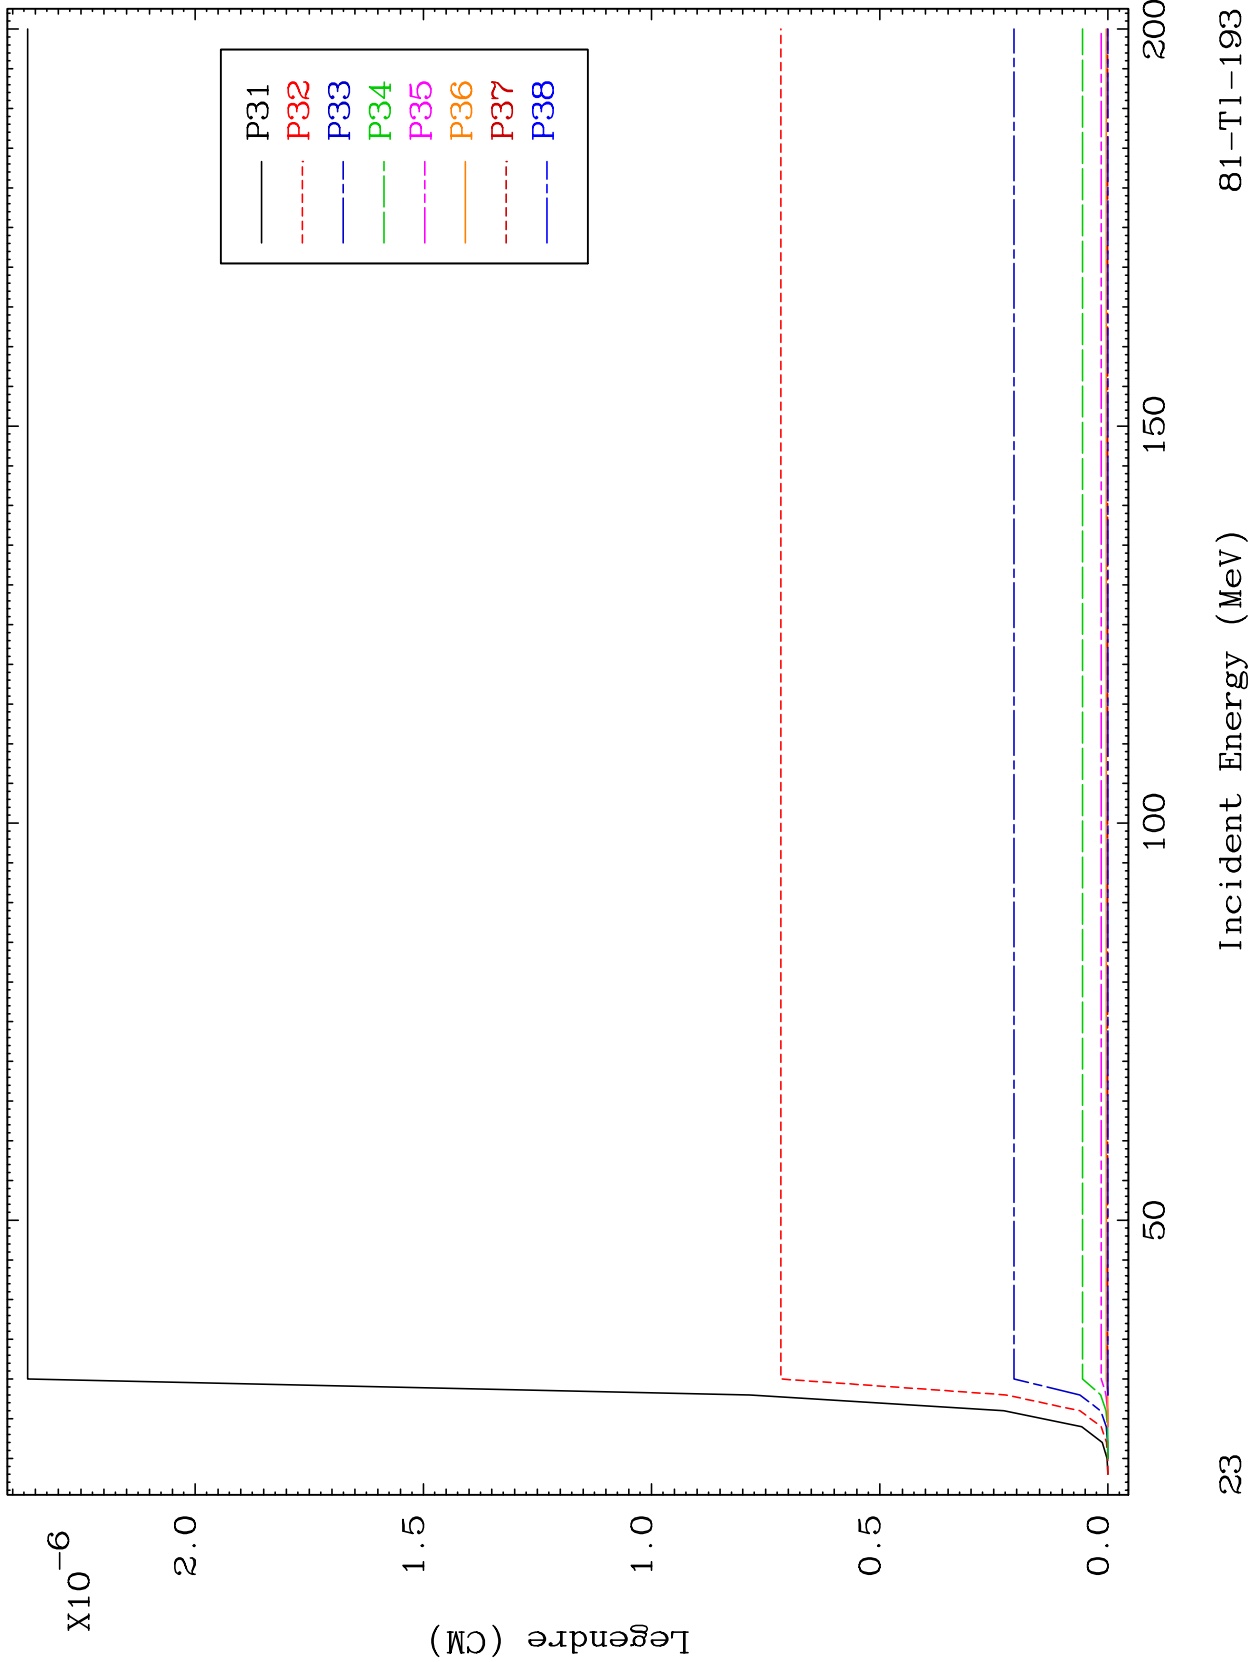 X10⁻⁶
2.0
1.5
1.0
0.5
0.0
Legendre (CM)
P31
P32
P33
P34
P35
P36
P37
P38
50
100
150
200
23
Incident Energy (MeV)
81-Tl-193